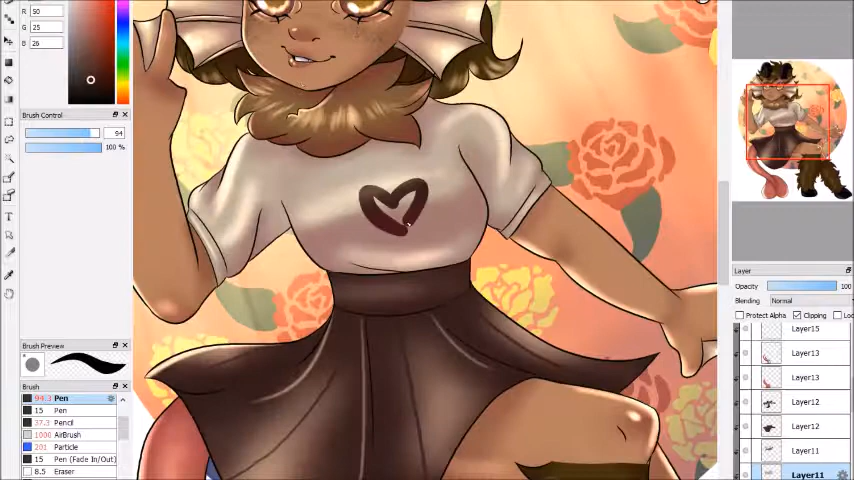 R 50
G 25
B 26
Brush Control
94
100 %
Brush Preview
Brush
94.3 Pen
15 Pen
37.3 Pencil
1000 AirBrush
201 Particle
15 Pen (Fade In/Out)
8.5 Eraser
Layer
Opacity 100
Blending Normal
Protect Alpha Clipping Loc
Layer15
Layer13
Layer13
Layer12
Layer12
Layer11
Layer11